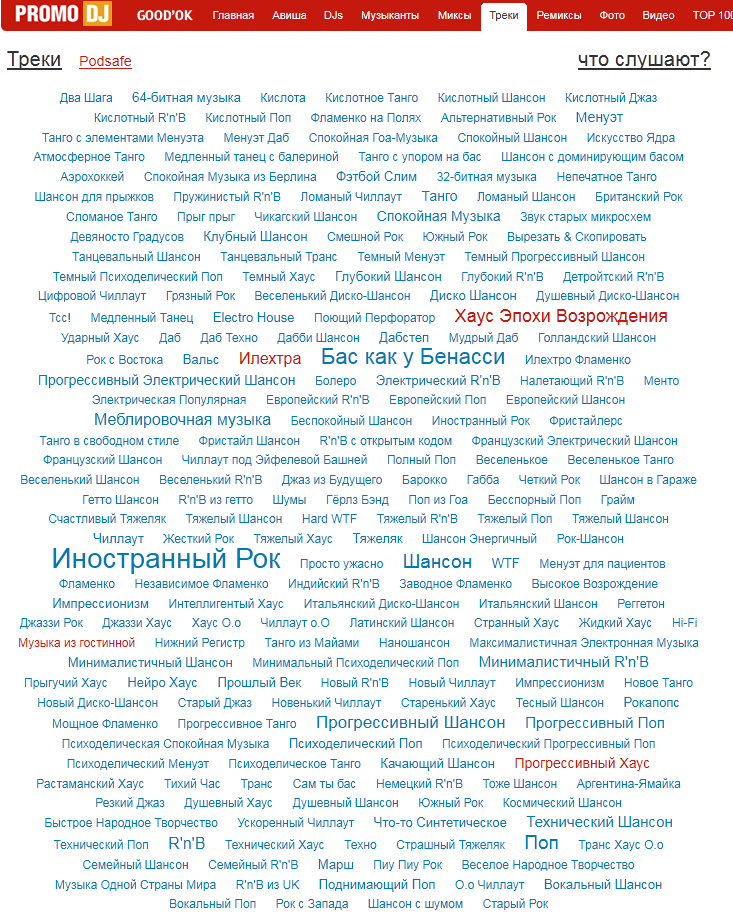 PROMO DJ GOOD'OK Главная Авиша DJs Музыканты Миксы Треки Ремиксы Фото Видео TOP 100
Треки Podsafe что слушают?
Два Шага 64-битная музыка Кислота Кислотное Танго Кислотный Шансон Кислотный Джаз
Кислотный R'n'B Кислотный Поп Фламенко на Полях Альтернативный Рок Менуэт
Танго с элементами Менуэта Менуэт Даб Спокойная Гоа-Музыка Спокойный Шансон Искусство Ядра
Атмосферное Танго Медленный танец с балериной Танго с упором на бас Шансон с доминирующим басом
Аэрохоккей Спокойная Музыка из Берлина Фэтбой Слим 32-битная музыка Непечатное Танго
Шансон для прыжков Пружинистый R'n'B Ломаный Чиллаут Танго Ломаный Шансон Британский Рок
Сломаное Танго Прыг прыг Чикагский Шансон Спокойная Музыка Звук старых микросхем
Девяносто Градусов Клубный Шансон Смешной Рок Южный Рок Вырезать & Скопировать
Танцевальный Шансон Танцевальный Транс Темный Менуэт Темный Прогрессивный Шансон
Темный Психоделический Поп Темный Хаус Глубокий Шансон Глубокий R'n'B Детройтский R'n'B
Цифровой Чиллаут Грязный Рок Веселенький Диско-Шансон Диско Шансон Душевный Диско-Шансон
Тсс! Медленный Танец Electro House Поющий Перфоратор Хаус Эпохи Возрождения
Ударный Хаус Даб Даб Техно Дабби Шансон Дабстеп Мудрый Даб Голландский Шансон
Рок с Востока Вальс Илехтра Бас как у Бенасси Илехтро Фламенко
Прогрессивный Электрический Шансон Болеро Электрический R'n'B Налетающий R'n'B Менто
Электрическая Популярная Европейский R'n'B Европейский Поп Европейский Шансон
Меблировочная музыка Беспокойный Шансон Иностранный Рок Фристайлерс
Танго в свободном стиле Фристайл Шансон R'n'B с открытым кодом Французский Электрический Шансон
Французский Шансон Чиллаут под Эйфелевой Башней Полный Поп Веселенькое Веселенькое Танго
Веселенький Шансон Веселенький R'n'B Джаз из Будущего Барокко Габба Четкий Рок Шансон в Гараже
Гетто Шансон R'n'B из гетто Шумы Гёрлз Бэнд Поп из Гоа Бесспорный Поп Грайм
Счастливый Тяжеляк Тяжелый Шансон Hard WTF Тяжелый R'n'B Тяжелый Поп Тяжелый Шансон
Чиллаут Жесткий Рок Тяжелый Хаус Тяжеляк Шансон Энергичный Рок-Шансон
Иностранный Рок Просто ужасно Шансон WTF Менуэт для пациентов
Фламенко Независимое Фламенко Индийский R'n'B Заводное Фламенко Высокое Возрождение
Импрессионизм Интеллигентый Хаус Итальянский Диско-Шансон Итальянский Шансон Реггетон
Джаззи Рок Джаззи Хаус Хаус О.о Чиллаут о.О Латинский Шансон Странный Хаус Жидкий Хаус Hi-Fi
Музыка из гостинной Нижний Регистр Танго из Майами Наношансон Максималистичная Электронная Музыка
Минималистичный Шансон Минимальный Психоделический Поп Минималистичный R'n'B
Прыгучий Хаус Нейро Хаус Прошлый Век Новый R'n'B Новый Чиллаут Импрессионизм Новое Танго
Новый Диско-Шансон Старый Джаз Новенький Чиллаут Старенький Хаус Тесный Шансон Рокапопс
Мощное Фламенко Прогрессивное Танго Прогрессивный Шансон Прогрессивный Поп
Психоделическая Спокойная Музыка Психоделический Поп Психоделический Прогрессивный Поп
Психоделический Менуэт Психоделическое Танго Качающий Шансон Прогрессивный Хаус
Растаманский Хаус Тихий Час Транс Сам ты бас Немецкий R'n'B Тоже Шансон Аргентина-Ямайка
Резкий Джаз Душевный Хаус Душевный Шансон Южный Рок Космический Шансон
Быстрое Народное Творчество Ускоренный Чиллаут Что-то Синтетическое Технический Шансон
Технический Поп R'n'B Технический Хаус Техно Страшный Тяжеляк Поп Транс Хаус О.о
Семейный Шансон Семейный R'n'B Марш Пиу Пиу Рок Веселое Народное Творчество
Музыка Одной Страны Мира R'n'B из UK Поднимающий Поп О.о Чиллаут Вокальный Шансон
Вокальный Поп Рок с Запада Шансон с шумом Старый Рок